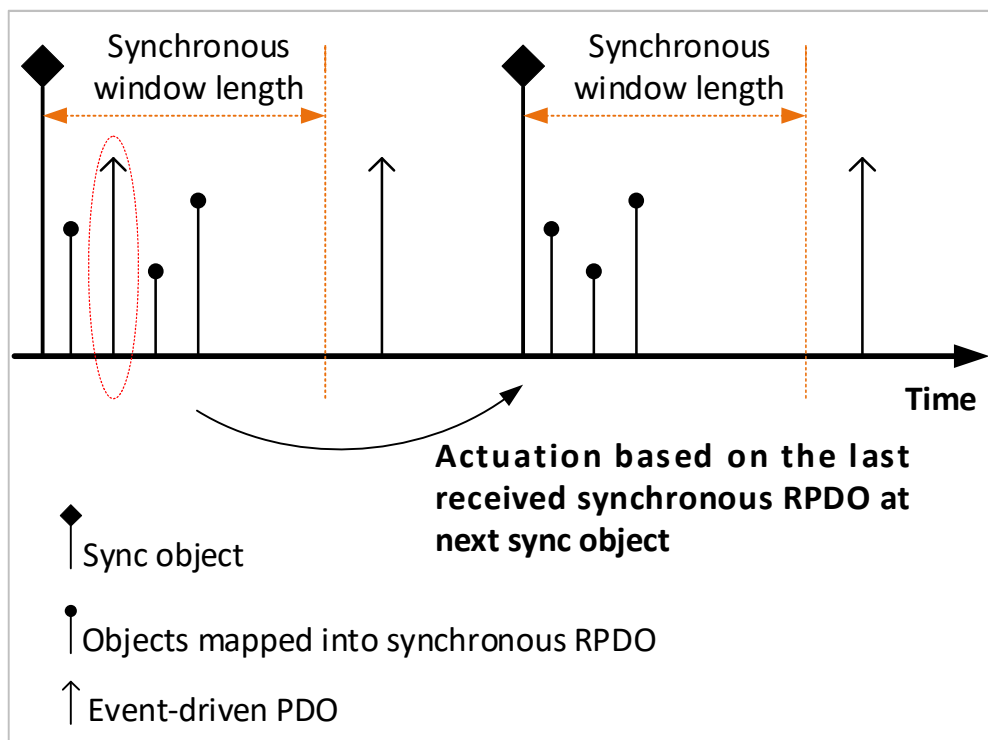 Synchronous
window length
Synchronous
window length
Time
Actuation based on the last
received synchronous RPDO at
next sync object
Sync object
Objects mapped into synchronous RPDO
Event-driven PDO